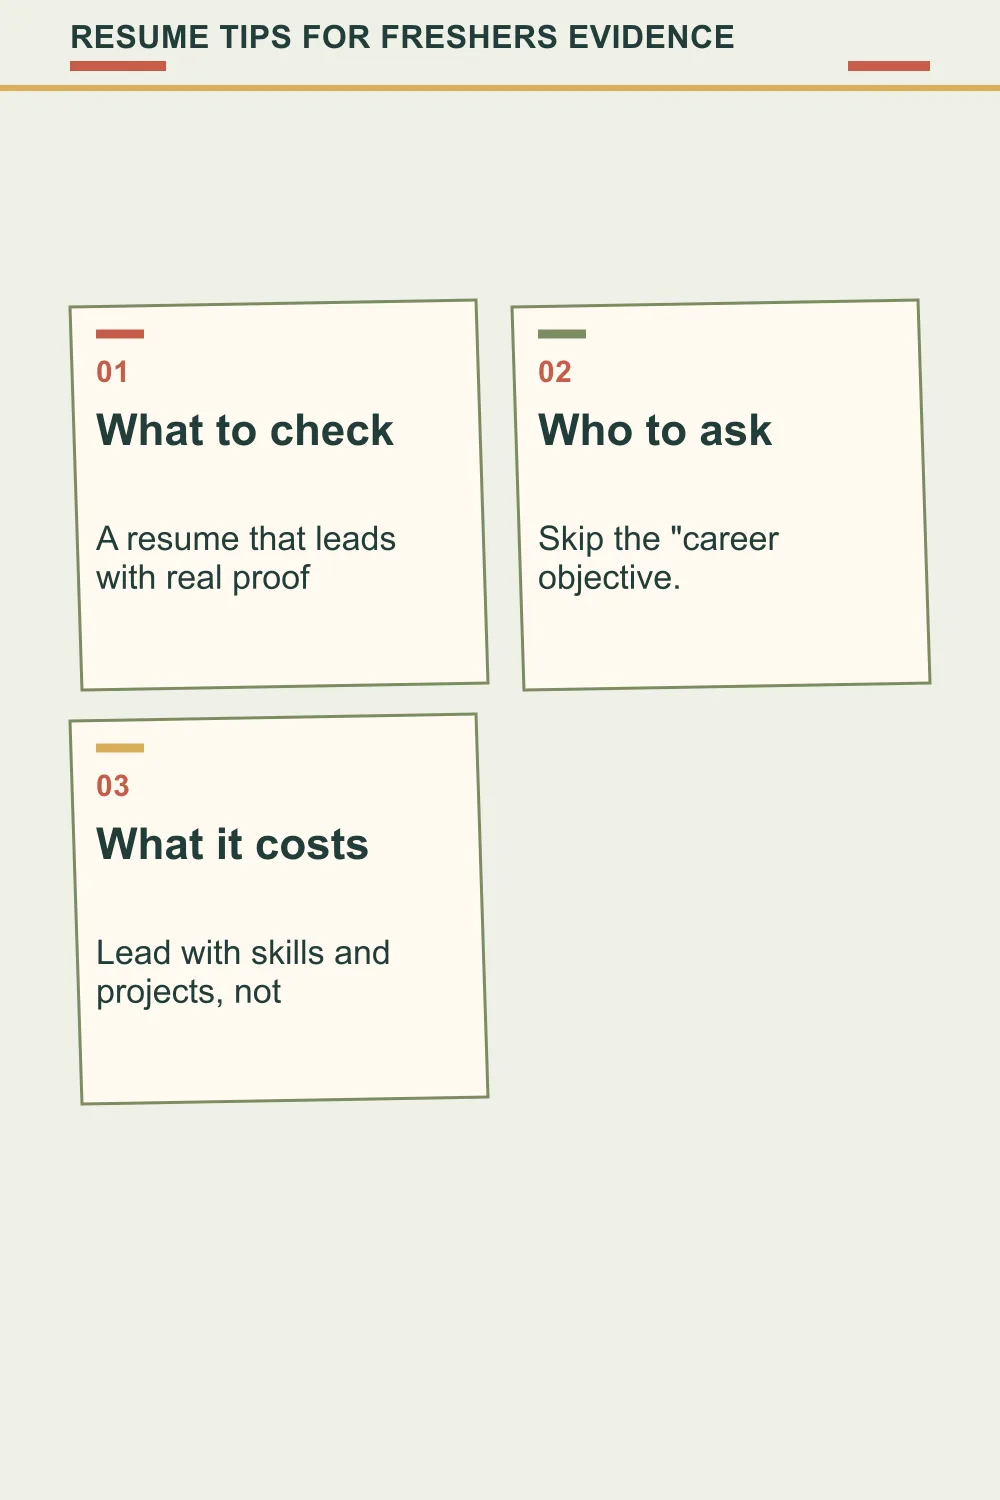 RESUME TIPS FOR FRESHERS EVIDENCE
01
What to check
A resume that leads
with real proof
02
Who to ask
Skip the "career
objective.
03
What it costs
Lead with skills and
projects, not